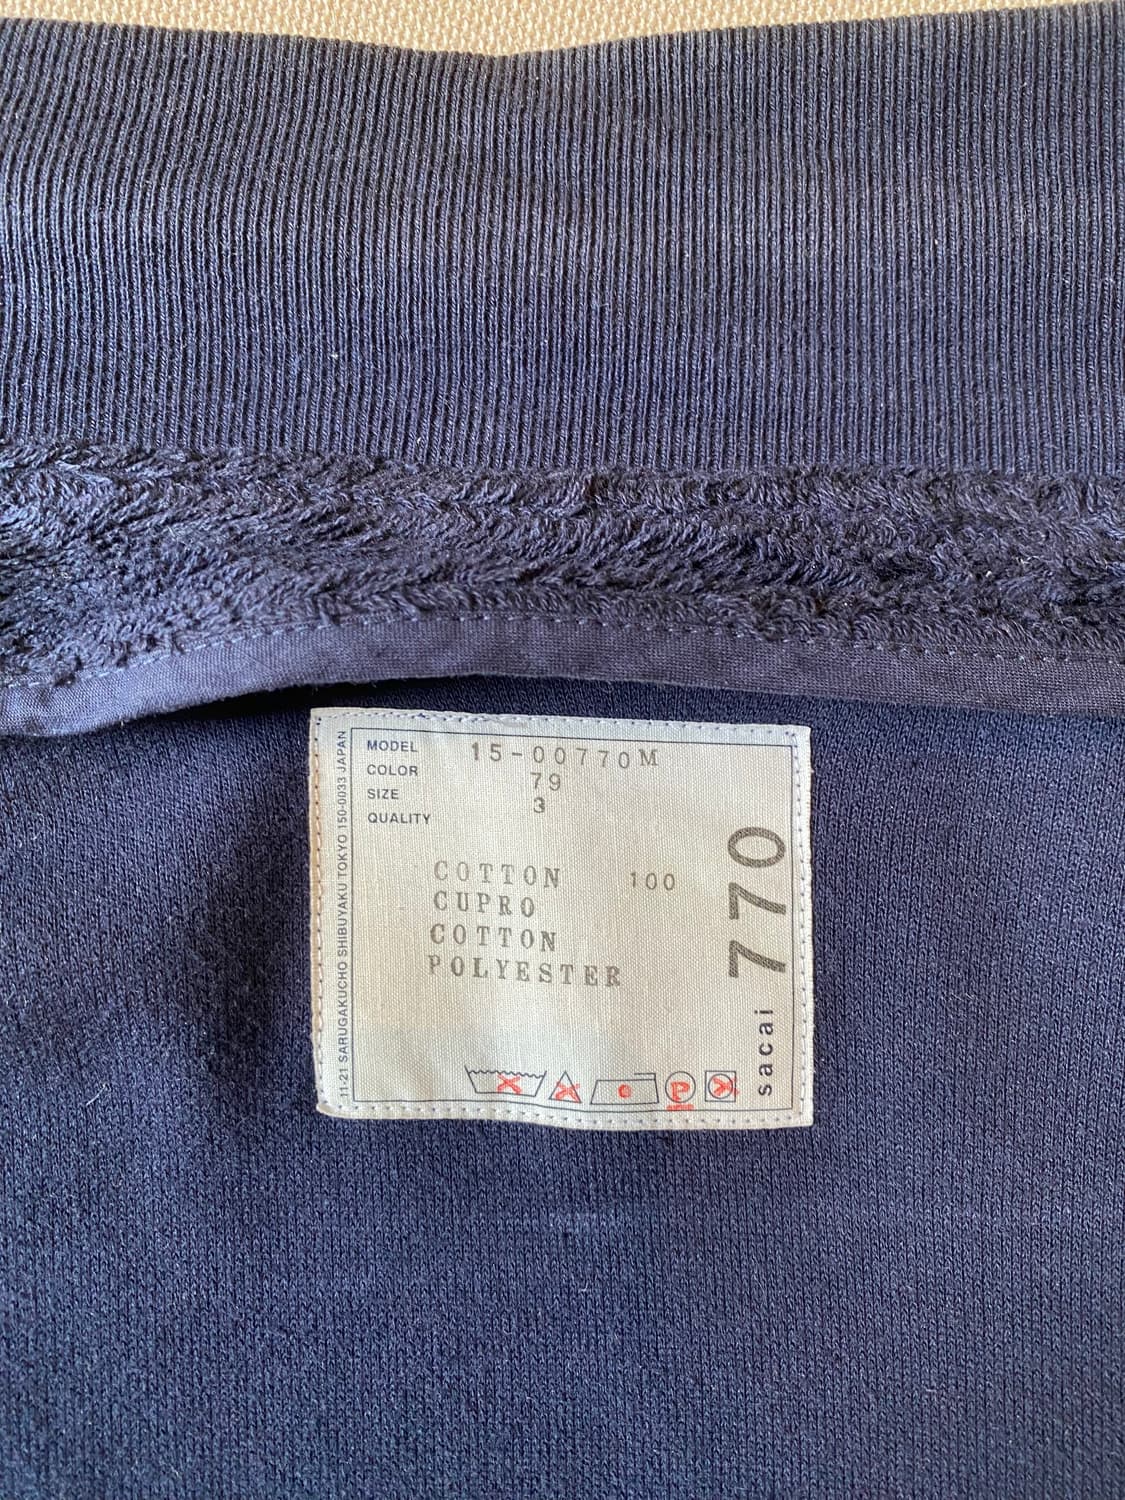 MODEL 15-00770M
COLOR 79
SIZE 3
QUALITY
COTTON 100
CUPRO
COTTON
POLYESTER
P
sacai 770
11-21 SARUGAKUCHO SHIBUYAKU TOKYO 150-0033 JAPAN